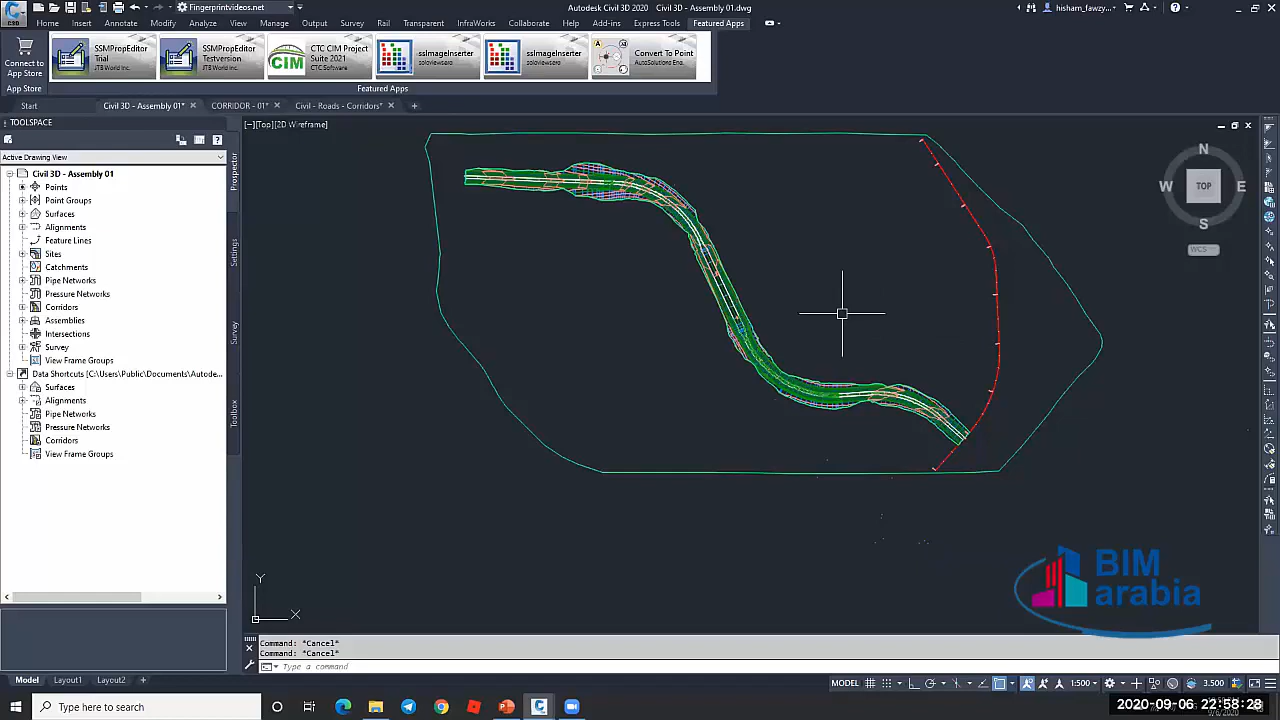 Fingerprintvideos.net
Autodesk Civil 3D 2020 - Assembly 01.dwg
hisham_fawzy...
C3D
Home Insert Annotate Modify Analyze View Manage Output Survey Rail Transparent InfraWorks Collaborate Help Add-ins Express Tools Featured Apps
Connect to
App Store
App Store
SSMPropEditor
Trial
JTB World Inc.
SSMPropEditor
Testversion
JTB World Inc.
CIM
CTC CIM Project
Suite 2021
CTC Software
ssImageInserter
soloviewzero
ssImageInserter
soloviewzero
Convert To Point
AutoSolutions Eng.
Featured Apps
Start Civil 3D - Assembly 01* CORRIDOR - 01* Civil - Roads - Corridors*
TOOLSPACE
Active Drawing View
Civil 3D - Assembly 01
Points
Point Groups
Surfaces
Alignments
Feature Lines
Sites
Catchments
Pipe Networks
Pressure Networks
Corridors
Assemblies
Intersections
Survey
View Frame Groups
Data Shortcuts [C:\Users\Public\Documents\Autode...
Surfaces
Alignments
Pipe Networks
Pressure Networks
Corridors
View Frame Groups
Prospector
Settings
Survey
Toolbox
[−][Top][2D Wireframe]
N
W TOP E
S
WCS
Y
X
BIM
arabia
Command: *Cancel*
Command: *Cancel*
Type a command
Model Layout1 Layout2
MODEL 1:500 3.500
Type here to search
2020-09-06 22:58:28